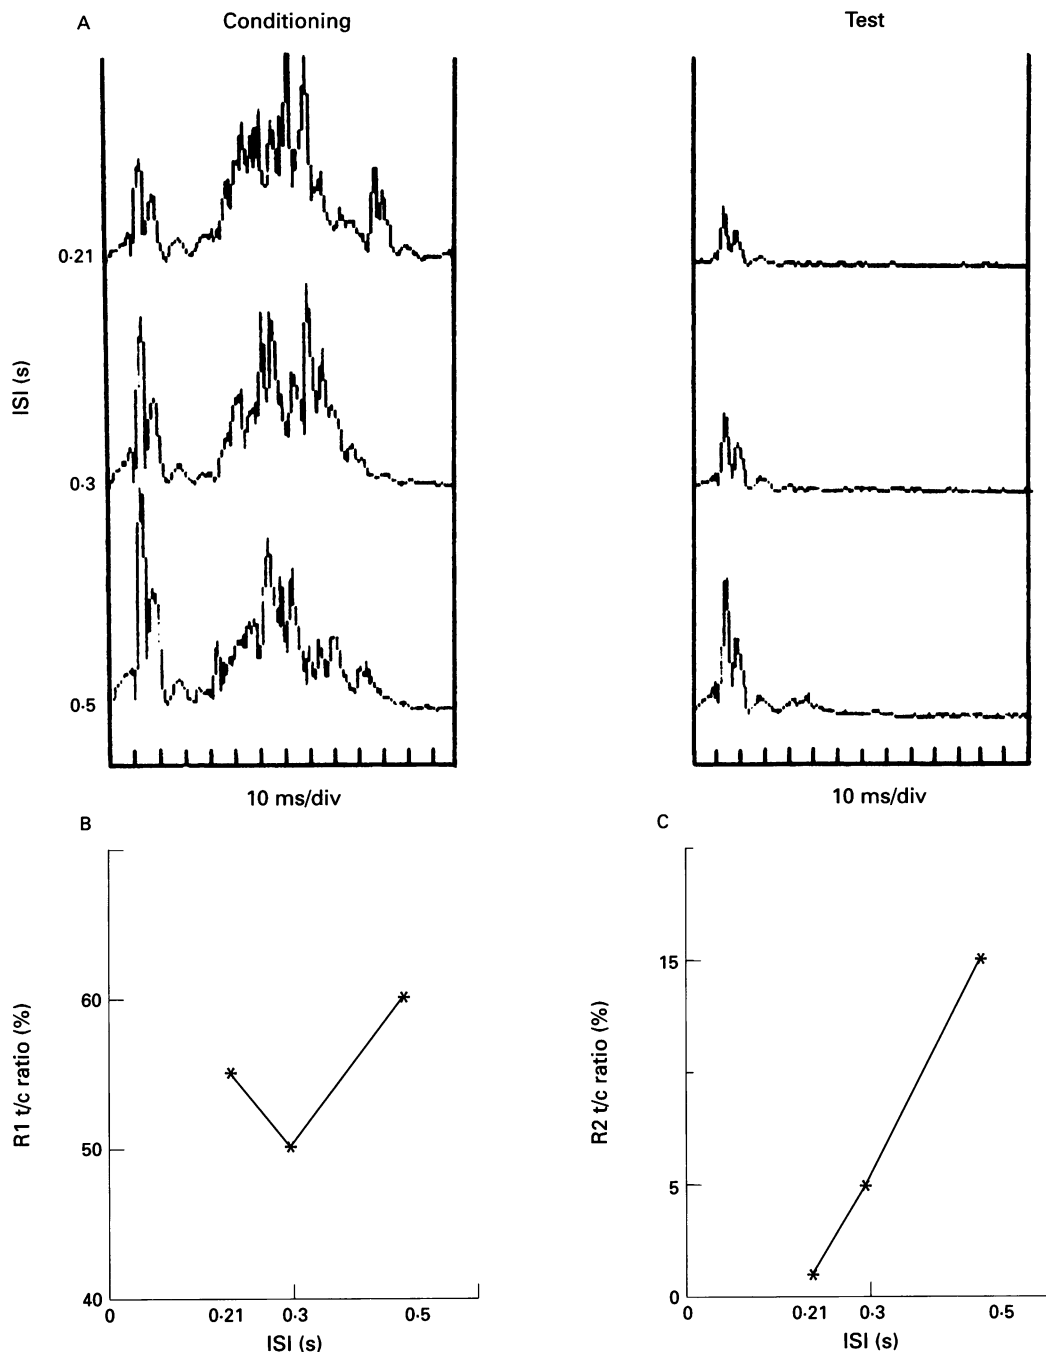 A
Conditioning
Test
ISI (s)
0·21
0·3
0·5
10 ms/div
10 ms/div
B
R1 t/c ratio (%)
60
50
40
0
0·21
0·3
0·5
ISI (s)
C
R2 t/c ratio (%)
15
5
0
0
0·21
0·3
0·5
ISI (s)